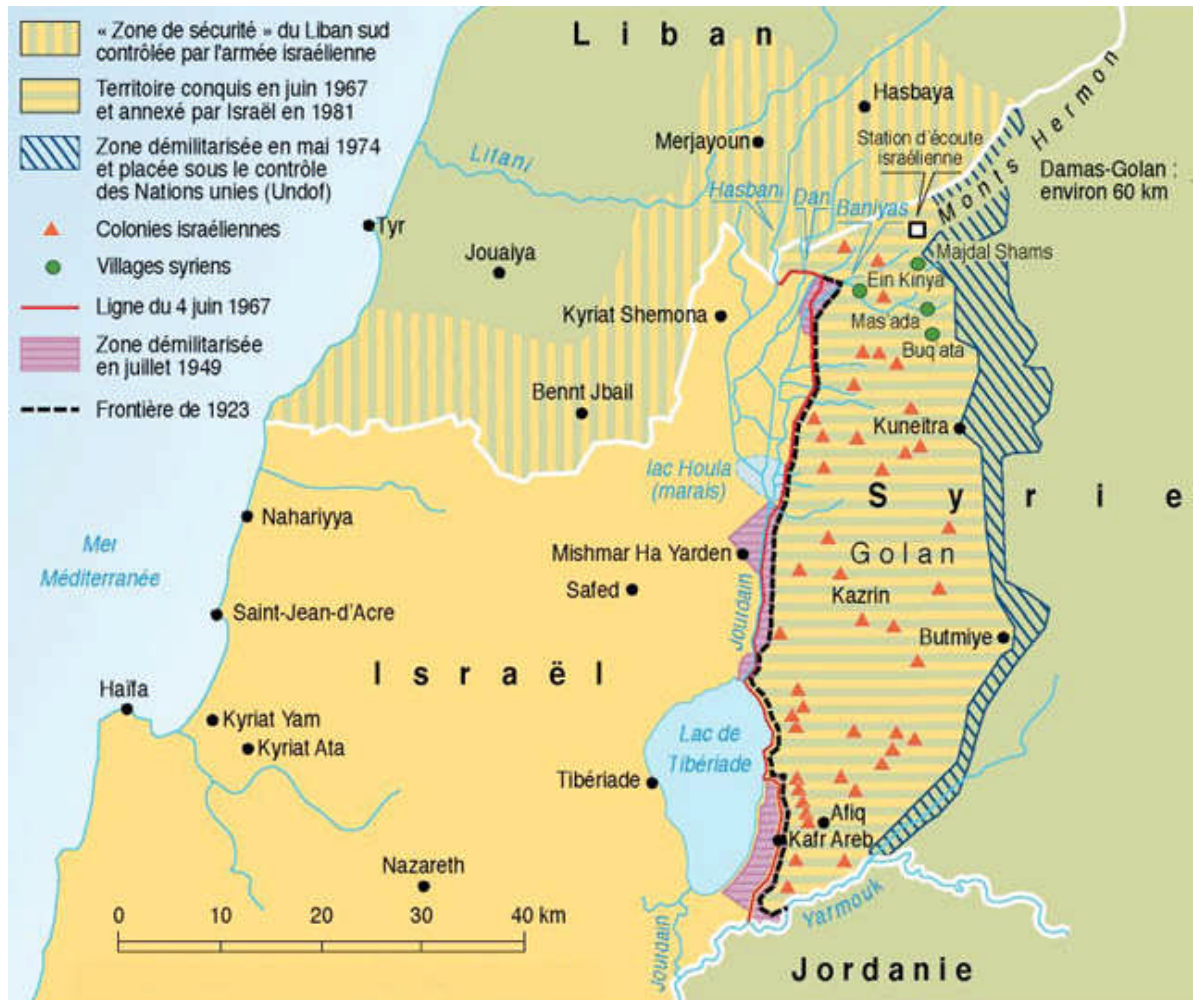 « Zone de sécurité » du Liban sud
contrôlée par l'armée israélienne
Territoire conquis en juin 1967
et annexé par Israël en 1981
Zone démilitarisée en mai 1974
et placée sous le contrôle
des Nations unies (Undof)
Colonies israéliennes
Villages syriens
Ligne du 4 juin 1967
Zone démilitarisée
en juillet 1949
Frontière de 1923
Liban
Hasbaya
Merjayoun
Station d'écoute
israélienne
Monts Hermon
Damas-Golan :
environ 60 km
Litani
Hasbani
Dan
Baniyas
Tyr
Jouaiya
Majdal Shams
Ein Kinya
Kyriat Shemona
Mas'ada
Buq'ata
Bennt Jbail
Kuneitra
lac Houla
(marais)
Syrie
Nahariyya
Mer
Méditerranée
Mishmar Ha Yarden
Golan
Safed
Jourdain
Kazrin
Saint-Jean-d'Acre
Butmiye
Israël
Haïfa
Kyriat Yam
Kyriat Ata
Lac de
Tibériade
Tibériade
Afiq
Kafr Areb
Nazareth
Yarmouk
Jourdain
0 10 20 30 40 km
Jordanie